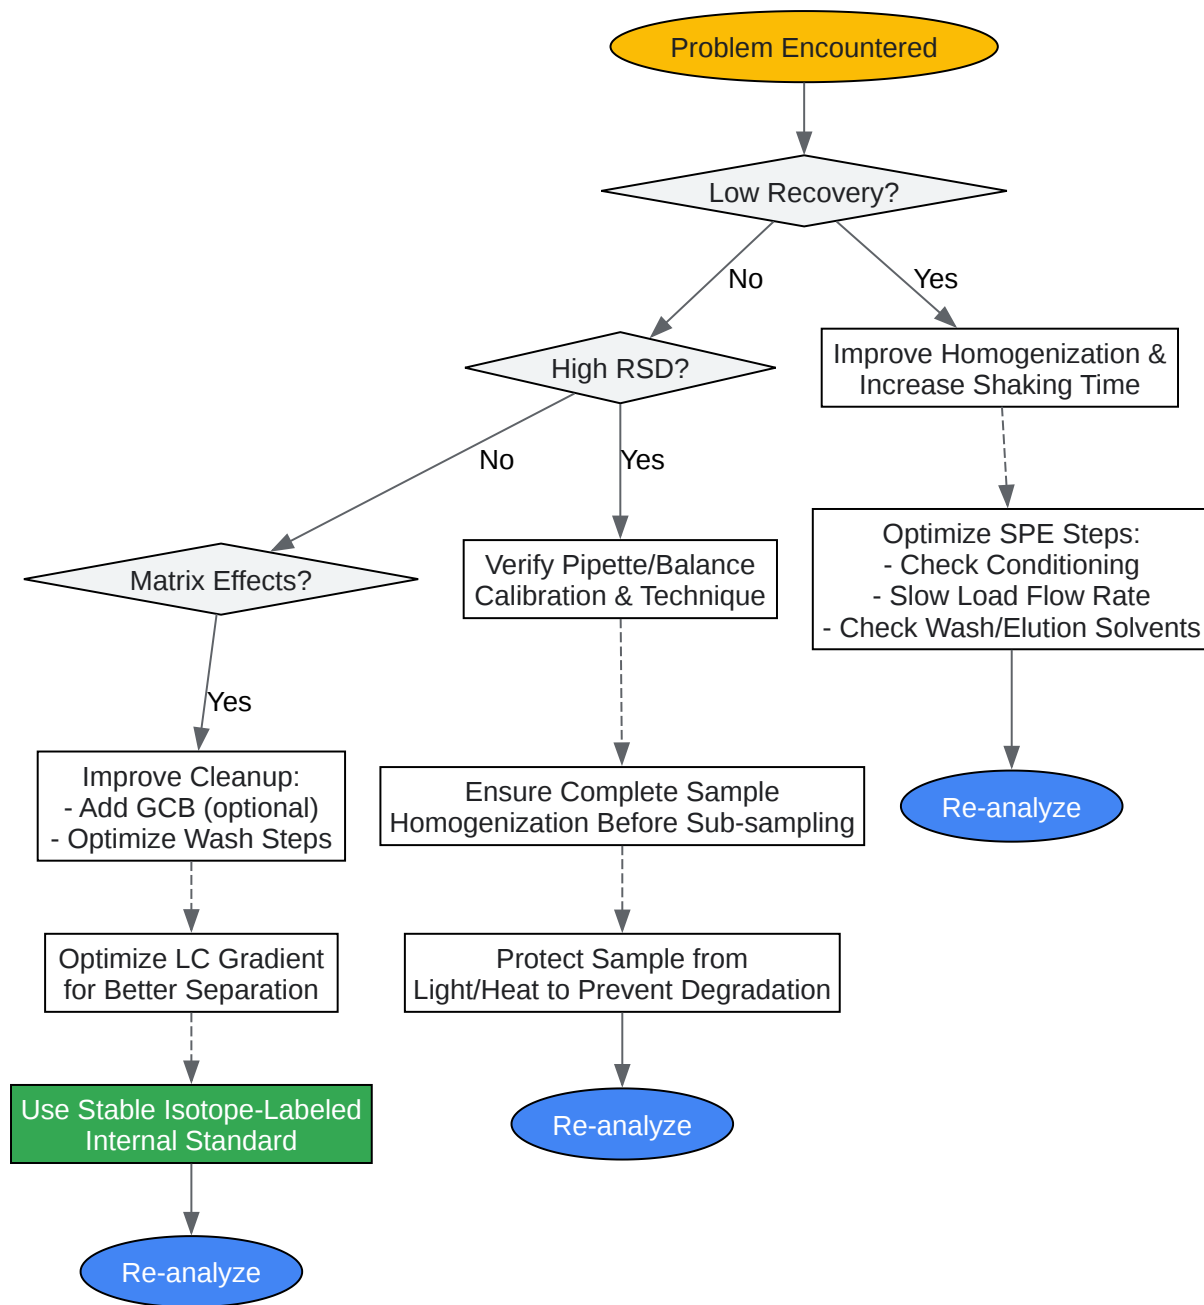 Problem Encountered
Low Recovery?
No
Yes
High RSD?
Improve Homogenization &
Increase Shaking Time
No
Yes
Optimize SPE Steps:
- Check Conditioning
- Slow Load Flow Rate
- Check Wash/Elution Solvents
Matrix Effects?
Verify Pipette/Balance
Calibration & Technique
Yes
Improve Cleanup:
- Add GCB (optional)
- Optimize Wash Steps
Ensure Complete Sample
Homogenization Before Sub-sampling
Re-analyze
Optimize LC Gradient
for Better Separation
Protect Sample from
Light/Heat to Prevent Degradation
Use Stable Isotope-Labeled
Internal Standard
Re-analyze
Re-analyze